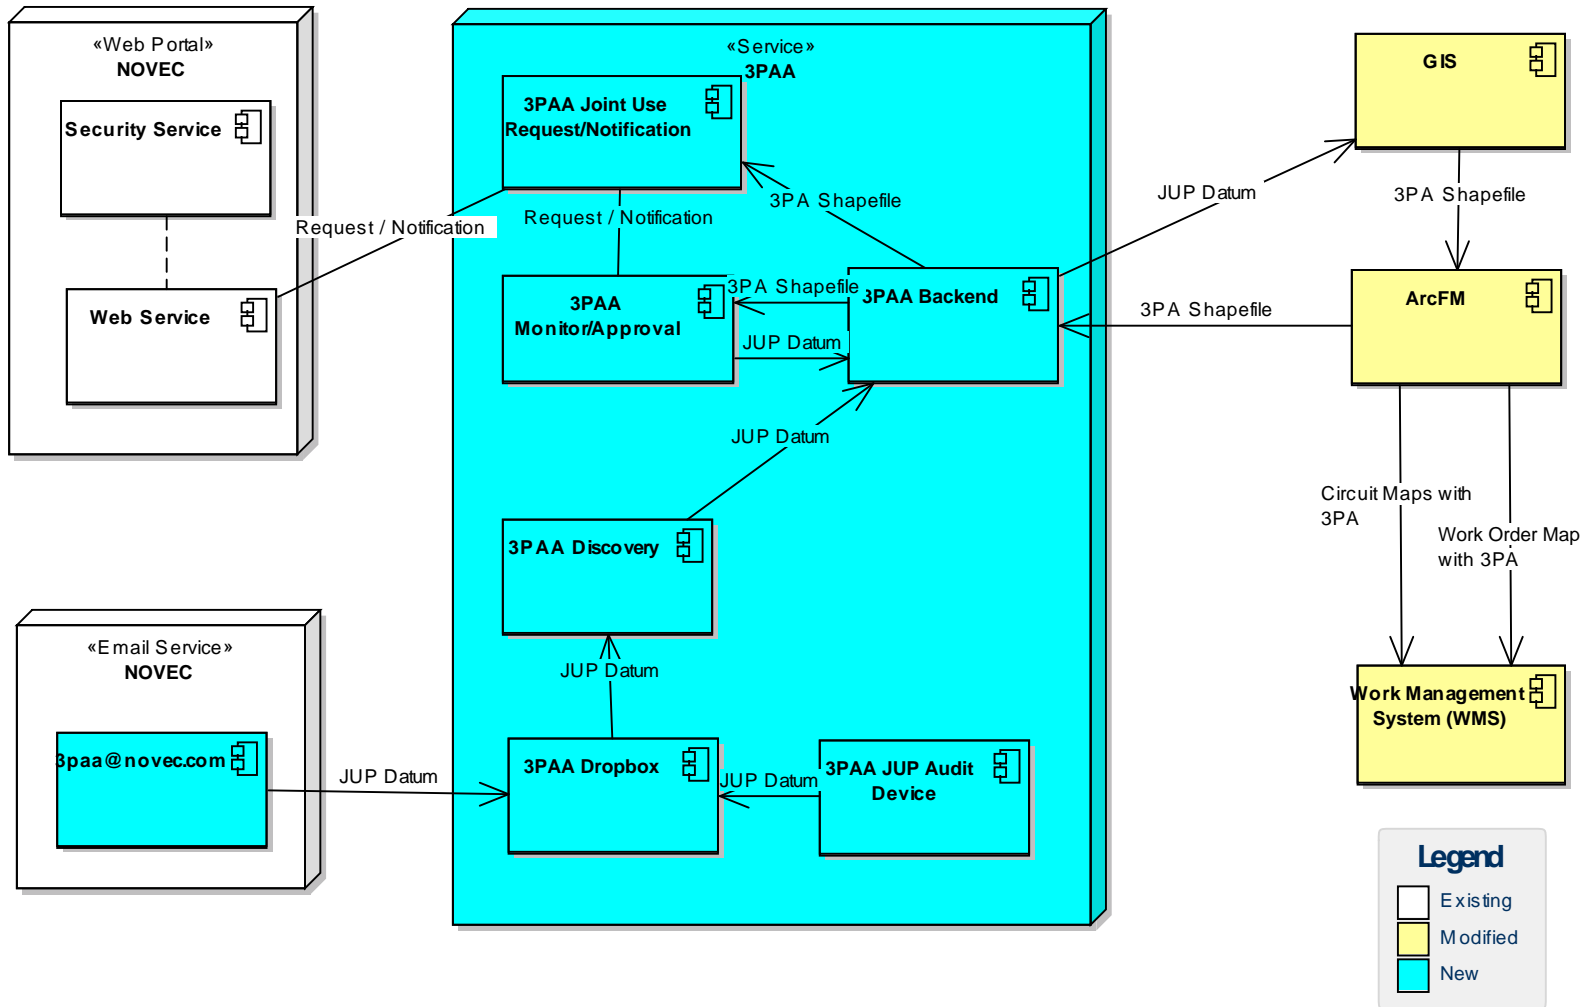 «Web Portal»
NOVEC
Security Service
Web Service
Request / Notification
«Service»
3PAA
3PAA Joint Use
Request/Notification
Request / Notification
3PA Shapefile
3PAA
Monitor/Approval
3PA Shapefile
JUP Datum
3PAA Backend
JUP Datum
3PAA Discovery
JUP Datum
3PAA Dropbox
JUP Datum
3PAA JUP Audit
Device
«Email Service»
NOVEC
3paa@novec.com
JUP Datum
GIS
JUP Datum
3PA Shapefile
ArcFM
3PA Shapefile
Circuit Maps with
3PA
Work Order Map
with 3PA
Work Management
System (WMS)
Legend
Existing
Modified
New